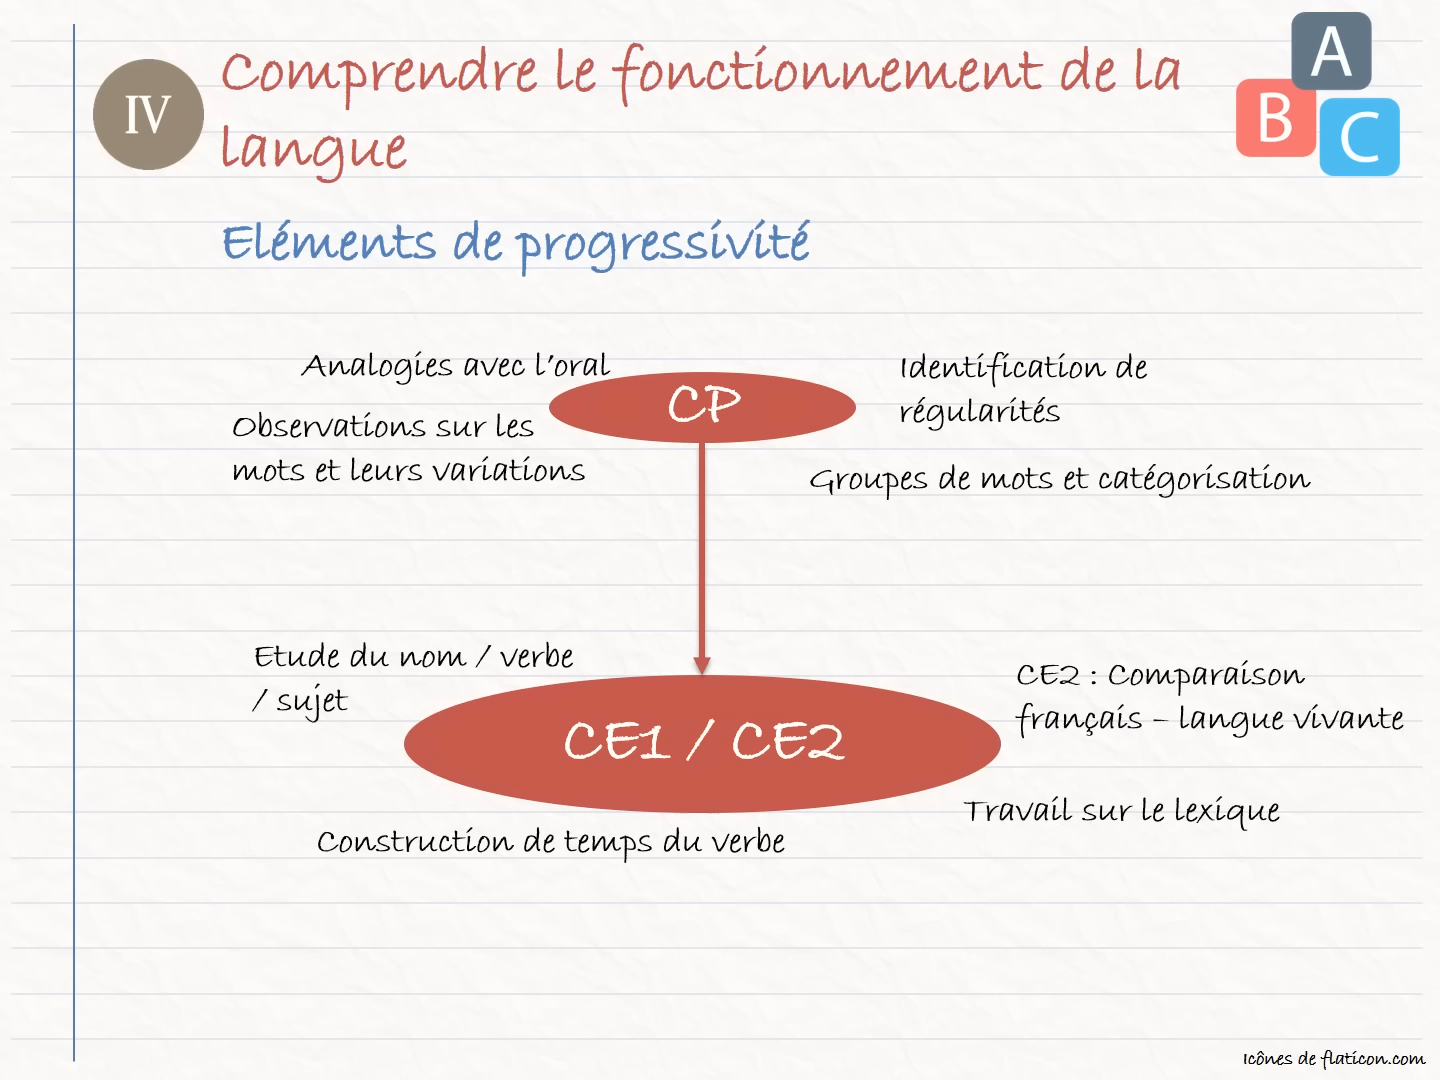 IV
Comprendre le fonctionnement de la
langue
A
B
C
Eléments de progressivité
Analogies avec l’oral
CP
Identification de
régularités
Observations sur les
mots et leurs variations
Groupes de mots et catégorisation
Etude du nom / verbe
/ sujet
CE1 / CE2
CE2 : Comparaison
français – langue vivante
Travail sur le lexique
Construction de temps du verbe
Icônes de flaticon.com